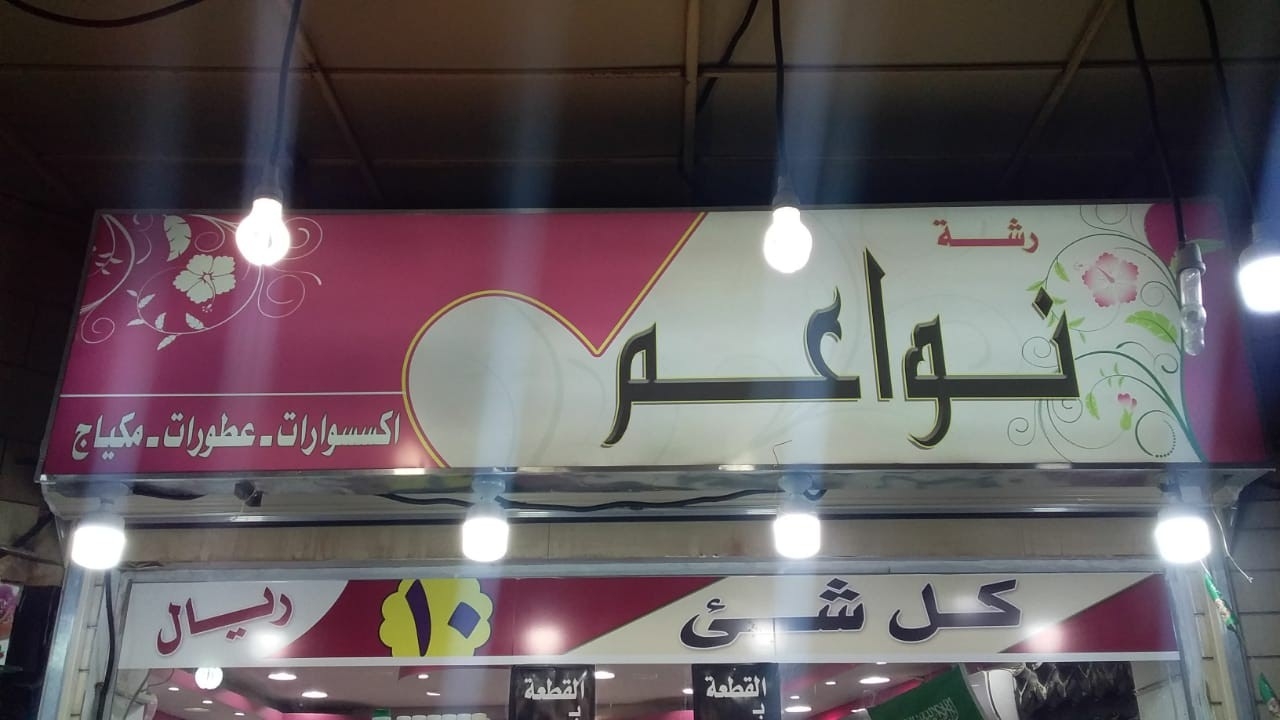 رشة
نواعم
اكسسوارات - عطورات - مكياج
كل شئ ١٠ ريال
القطعة
ب
القطعة
ب